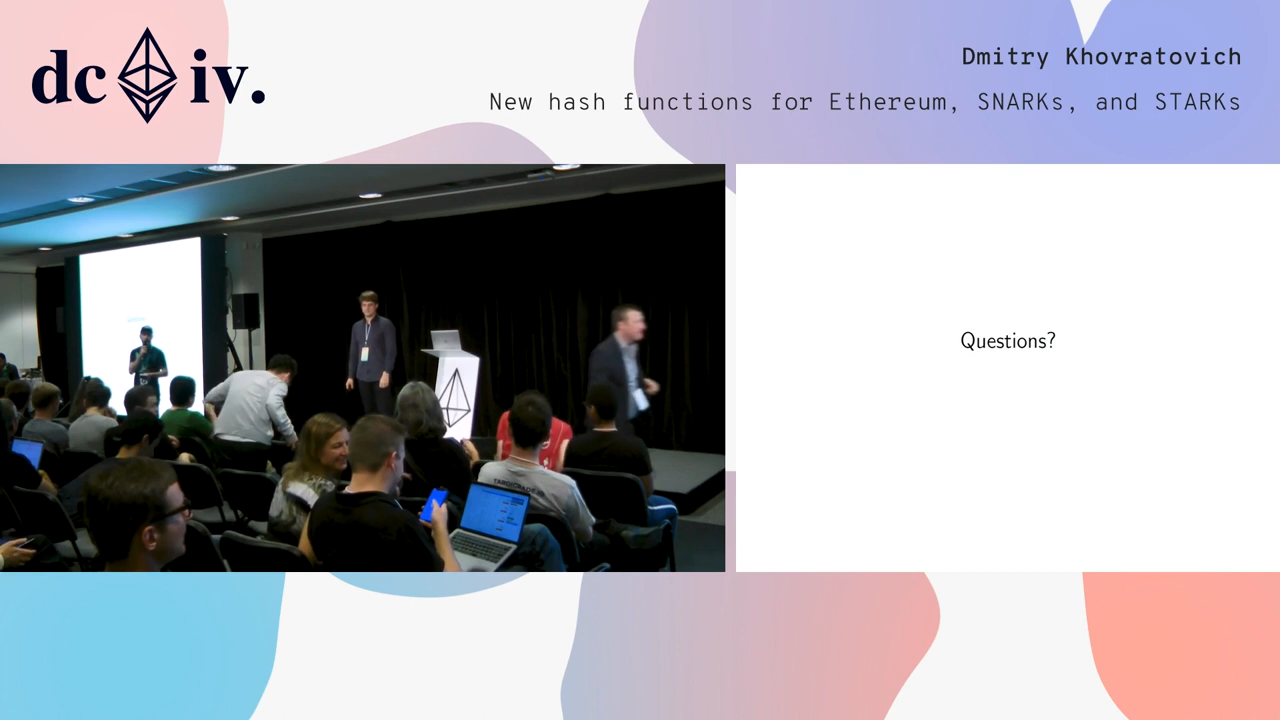 dc iv.
Dmitry Khovratovich
New hash functions for Ethereum, SNARKs, and STARKs
Questions?